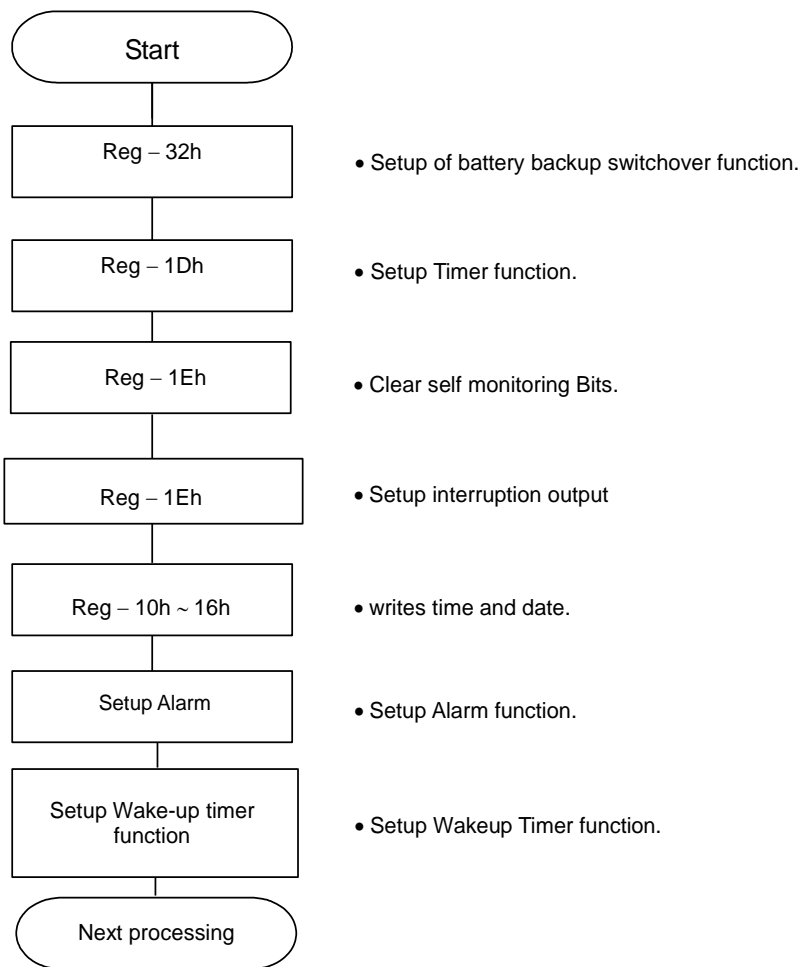 Start
Reg – 32h
• Setup of battery backup switchover function.
Reg – 1Dh
• Setup Timer function.
Reg – 1Eh
• Clear self monitoring Bits.
Reg – 1Eh
• Setup interruption output
Reg – 10h ~ 16h
• writes time and date.
Setup Alarm
• Setup Alarm function.
Setup Wake-up timer
function
• Setup Wakeup Timer function.
Next processing